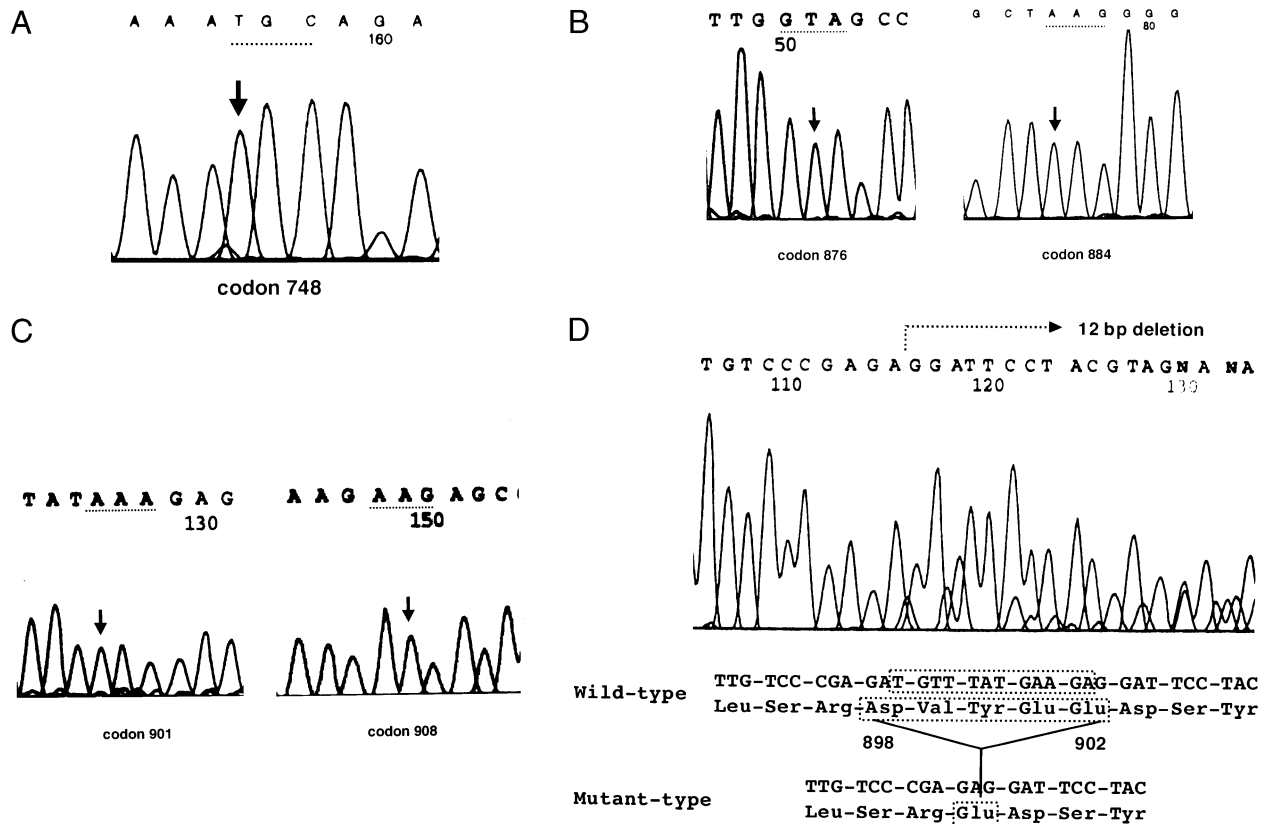 A
A A A T G C A G A
160
codon 748
B
T T G G T A G C C
50
codon 876
G C T A A G G G G
80
codon 884
C
T A T A A A G A G
130
codon 901
A A G A A G A G C
150
codon 908
D
12 bp deletion
T G T C C C G A G A G G A T T C C T A C G T A G N A N A
110 120 130
Wild-type
TTG-TCC-CGA-GAT-GTT-TAT-GAA-GAG-GAT-TCC-TAC
Leu-Ser-Arg-Asp-Val-Tyr-Glu-Glu-Asp-Ser-Tyr
898 902
Mutant-type
TTG-TCC-CGA-GAG-GAT-TCC-TAC
Leu-Ser-Arg-Glu-Asp-Ser-Tyr